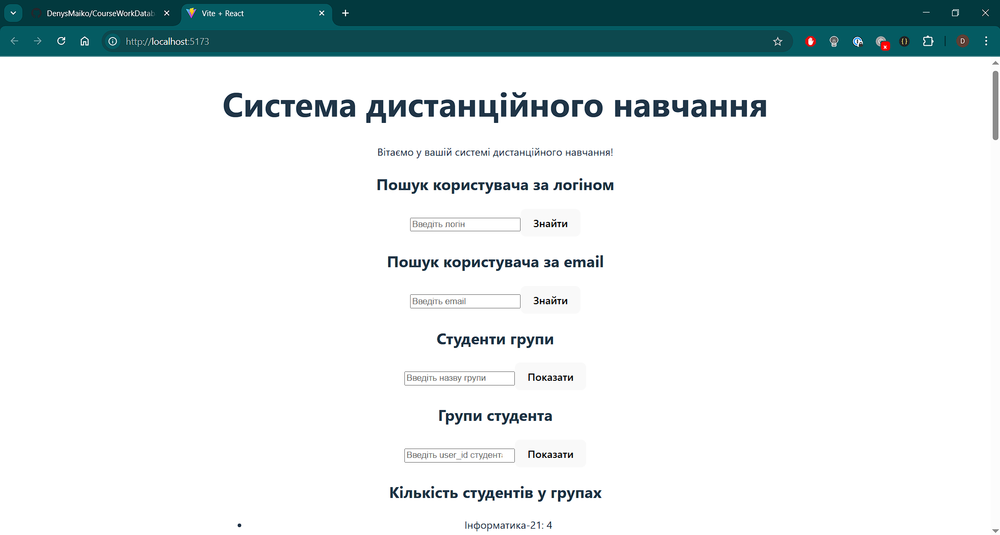 DenysMaiko/CourseWorkDatab
Vite + React
http://localhost:5173
D
Система дистанційного навчання
Вітаємо у вашій системі дистанційного навчання!
Пошук користувача за логіном
Введіть логін
Знайти
Пошук користувача за email
Введіть email
Знайти
Студенти групи
Введіть назву групи
Показати
Групи студента
Введіть user_id студента
Показати
Кількість студентів у групах
Інформатика-21: 4